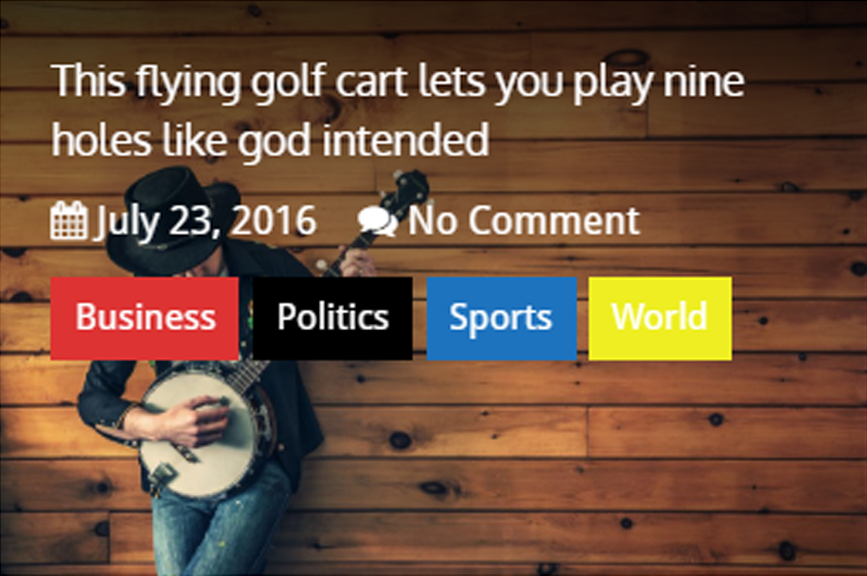 This flying golf cart lets you play nine
holes like god intended
July 23, 2016 No Comment
Business Politics Sports World